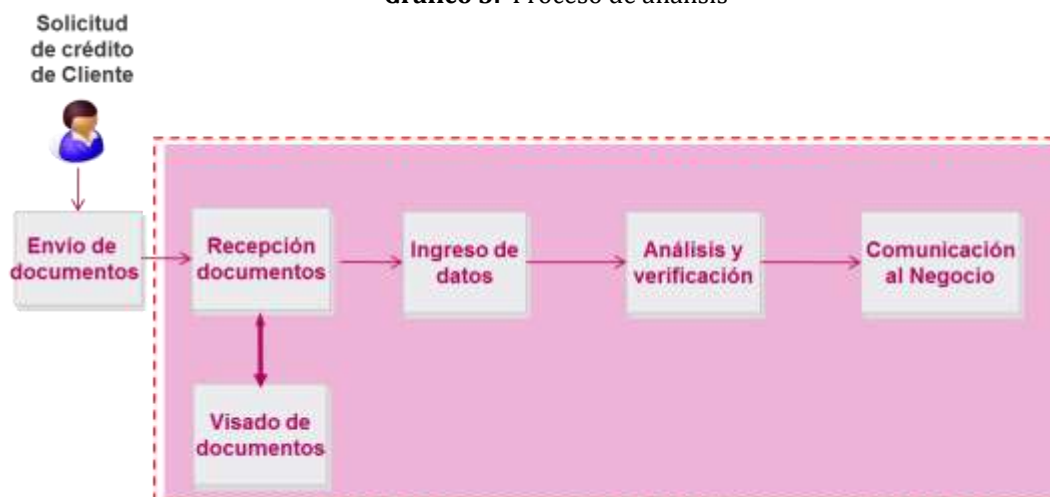 Gráfico 3. Proceso de análisis
Solicitud
de crédito
de Cliente
Envío de
documentos
Recepción
documentos
Ingreso de
datos
Análisis y
verificación
Comunicación
al Negocio
Visado de
documentos